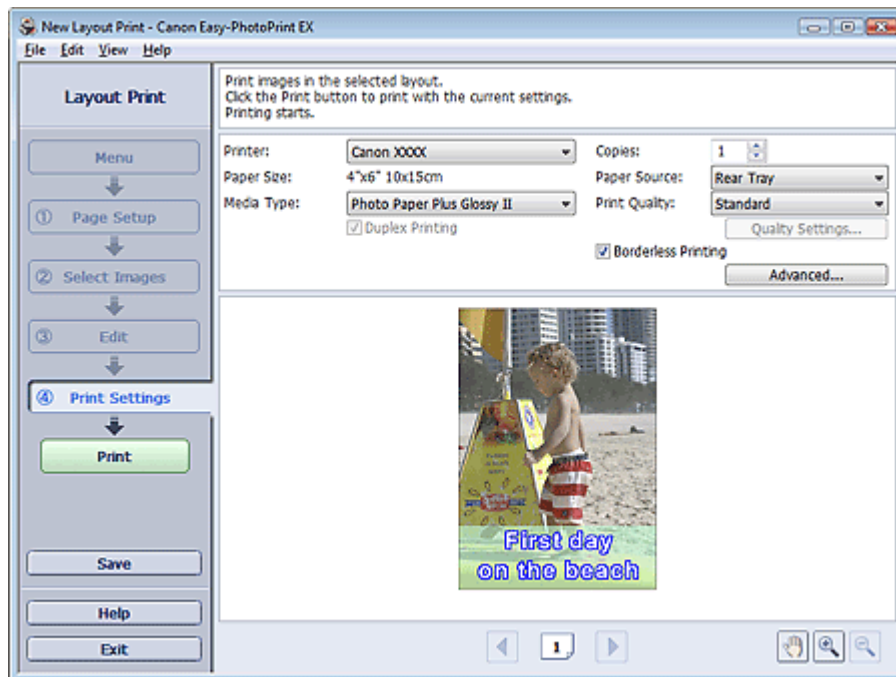 New Layout Print - Canon Easy-PhotoPrint EX
File Edit View Help
Layout Print
Menu
① Page Setup
② Select Images
③ Edit
④ Print Settings
Print
Save
Help
Exit
Print images in the selected layout.
Click the Print button to print with the current settings.
Printing starts.
Printer: Canon XXXX Copies: 1
Paper Size: 4"x6" 10x15cm Paper Source: Rear Tray
Media Type: Photo Paper Plus Glossy II Print Quality: Standard
Duplex Printing Quality Settings...
Borderless Printing
Advanced...
First day
on the beach
1